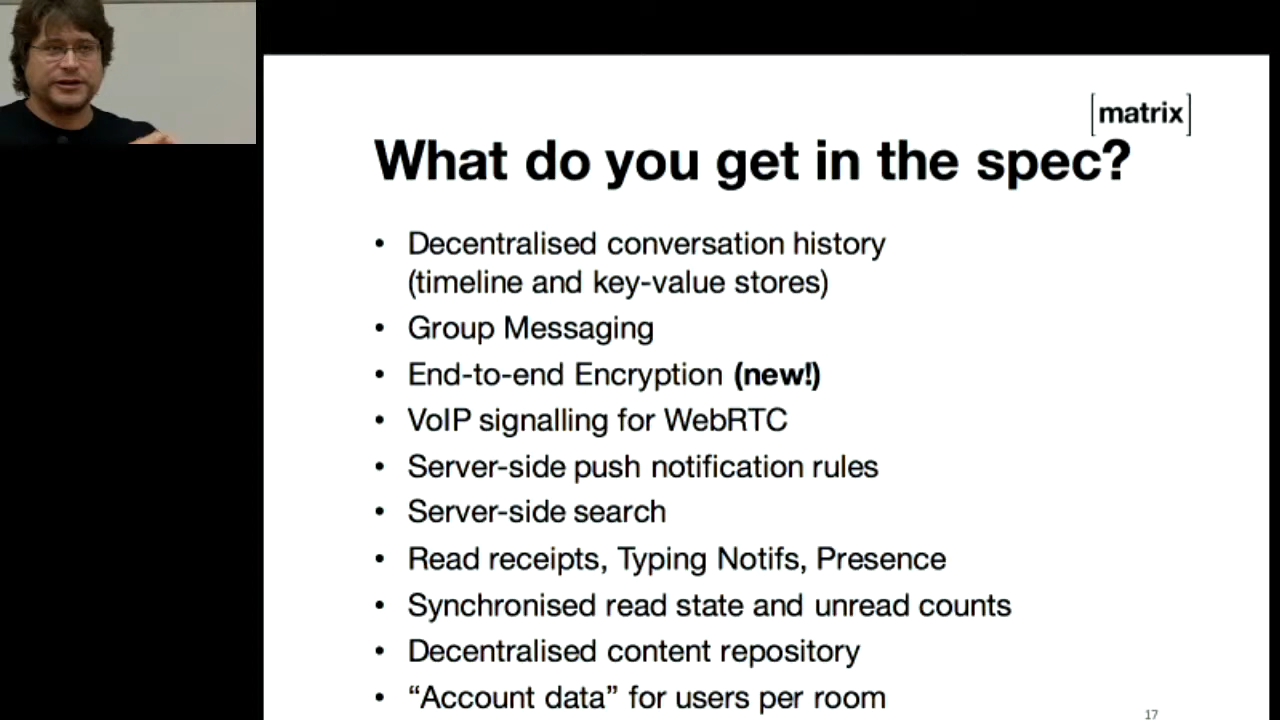 [matrix]
What do you get in the spec?
• Decentralised conversation history
(timeline and key-value stores)
• Group Messaging
• End-to-end Encryption (new!)
• VoIP signalling for WebRTC
• Server-side push notification rules
• Server-side search
• Read receipts, Typing Notifs, Presence
• Synchronised read state and unread counts
• Decentralised content repository
• “Account data” for users per room
17